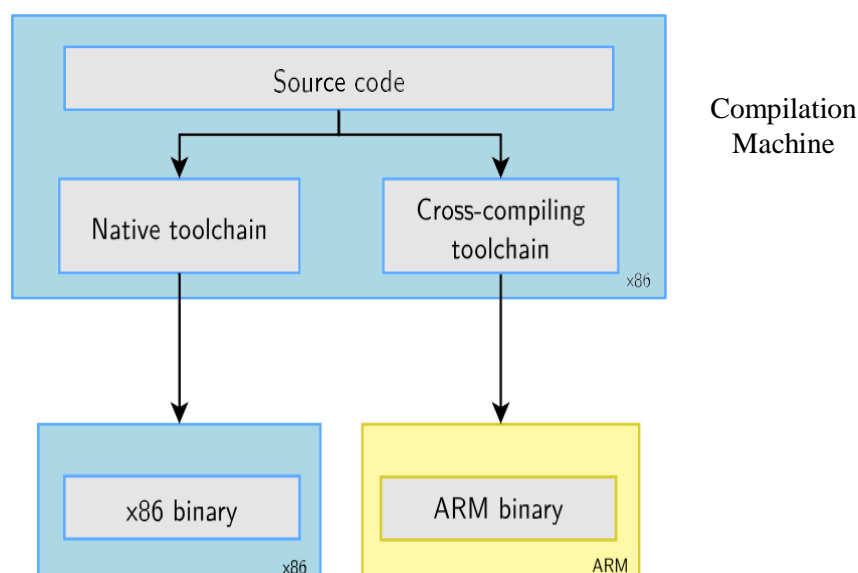 Source code
Compilation
Machine
Native toolchain
Cross-compiling
toolchain
x86
x86 binary
ARM binary
x86
ARM